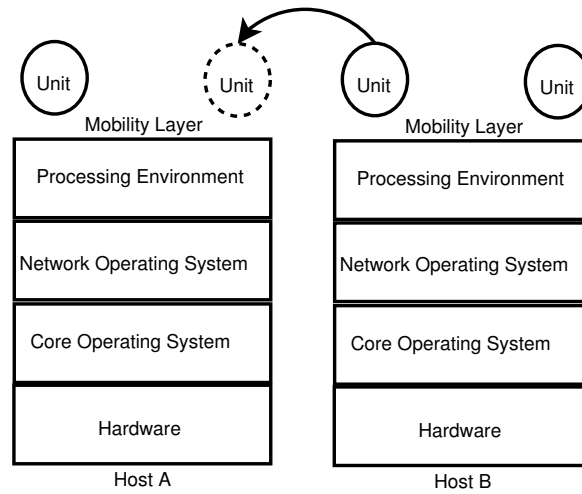 Unit
Unit
Unit
Unit
Mobility Layer
Mobility Layer
Processing Environment
Processing Environment
Network Operating System
Network Operating System
Core Operating System
Core Operating System
Hardware
Hardware
Host A
Host B